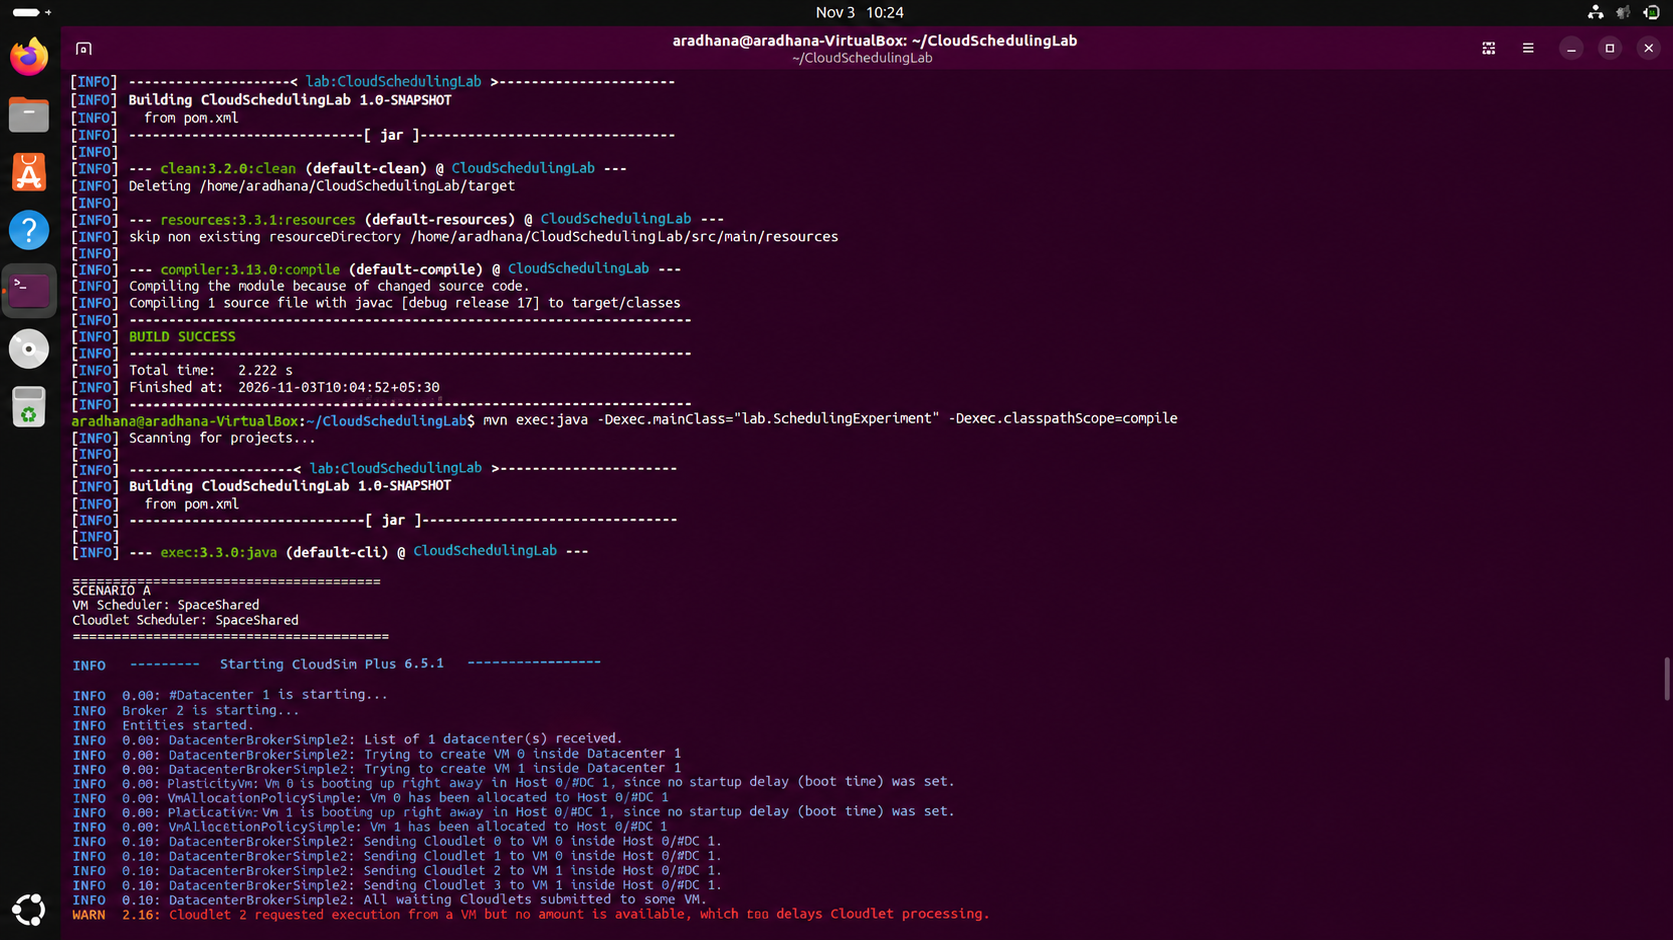 Nov 3 10:24
aradhana@aradhana-VirtualBox: ~/CloudSchedulingLab
~/CloudSchedulingLab
[INFO] --------------------< lab:CloudSchedulingLab >----------------------
[INFO] Building CloudSchedulingLab 1.0-SNAPSHOT
[INFO]   from pom.xml
[INFO] -----------------------------[ jar ]--------------------------------
[INFO]
[INFO] --- clean:3.2.0:clean (default-clean) @ CloudSchedulingLab ---
[INFO] Deleting /home/aradhana/CloudSchedulingLab/target
[INFO]
[INFO] --- resources:3.3.1:resources (default-resources) @ CloudSchedulingLab ---
[INFO] skip non existing resourceDirectory /home/aradhana/CloudSchedulingLab/src/main/resources
[INFO]
[INFO] --- compiler:3.13.0:compile (default-compile) @ CloudSchedulingLab ---
[INFO] Compiling the module because of changed source code.
[INFO] Compiling 1 source file with javac [debug release 17] to target/classes
[INFO] ----------------------------------------------------------------------
[INFO] BUILD SUCCESS
[INFO] ----------------------------------------------------------------------
[INFO] Total time:  2.222 s
[INFO] Finished at:  2026-11-03T10:04:52+05:30
[INFO] ----------------------------------------------------------------------
aradhana@aradhana-VirtualBox:~/CloudSchedulingLab$ mvn exec:java -Dexec.mainClass="lab.SchedulingExperiment" -Dexec.classpathScope=compile
[INFO] Scanning for projects...
[INFO]
[INFO] ---------------------< lab:CloudSchedulingLab >----------------------
[INFO] Building CloudSchedulingLab 1.0-SNAPSHOT
[INFO]   from pom.xml
[INFO] -----------------------------[ jar ]--------------------------------
[INFO]
[INFO] --- exec:3.3.0:java (default-cli) @ CloudSchedulingLab ---
======================================
SCENARIO A
VM Scheduler: SpaceShared
Cloudlet Scheduler: SpaceShared
=======================================
INFO --------- Starting CloudSim Plus 6.5.1 -----------------
INFO 0.00: #Datacenter 1 is starting...
INFO Broker 2 is starting...
INFO Entities started.
INFO 0.00: DatacenterBrokerSimple2: List of 1 datacenter(s) received.
INFO 0.00: DatacenterBrokerSimple2: Trying to create VM 0 inside Datacenter 1
INFO 0.00: DatacenterBrokerSimple2: Trying to create VM 1 inside Datacenter 1
INFO 0.00: PlasticityVm: Vm 0 is booting up right away in Host 0/#DC 1, since no startup delay (boot time) was set.
INFO 0.00: VmAllocationPolicySimple: Vm 0 has been allocated to Host 0/#DC 1
INFO 0.00: Platicativm: Vm 1 is booting up right away in Host 0/#DC 1, since no startup delay (boot time) was set.
INFO 0.00: VmAllocetionPolicySimple: Vm 1 has been allocated to Host 0/#DC 1
INFO 0.10: DatacenterBrokerSimple2: Sending Cloudlet 0 to VM 0 inside Host 0/#DC 1.
INFO 0.10: DatacenterBrokerSimple2: Sending Cloudlet 1 to VM 0 inside Host 0/#DC 1.
INFO 0.10: DatacenterBrokerSimple2: Sending Cloudlet 2 to VM 1 inside Host 0/#DC 1.
INFO 0.10: DatacenterBrokerSimple2: Sending Cloudlet 3 to VM 1 inside Host 0/#DC 1.
INFO 0.10: DatacenterBrokerSimple2: All waiting Cloudlets submitted to some VM.
WARN 2.16: Cloudlet 2 requested execution from a VM but no amount is available, which too delays Cloudlet processing.